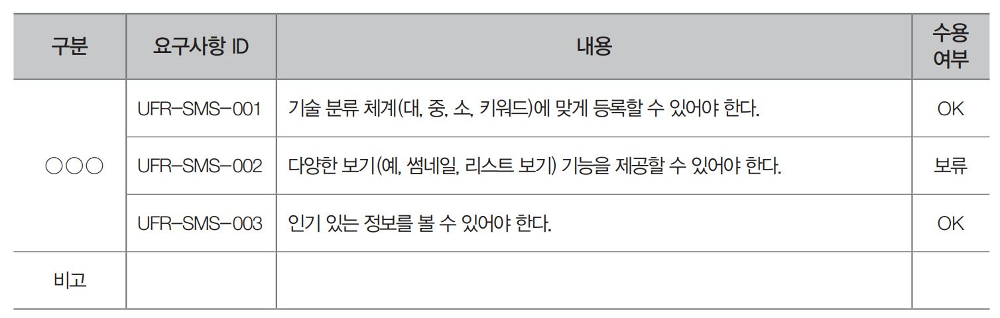 구분 요구사항 ID 내용 수용 여부
UFR-SMS-001 기술 분류 체계(대, 중, 소, 키워드)에 맞게 등록할 수 있어야 한다. OK
○○○ UFR-SMS-002 다양한 보기(예, 썸네일, 리스트 보기) 기능을 제공할 수 있어야 한다. 보류
UFR-SMS-003 인기 있는 정보를 볼 수 있어야 한다. OK
비고